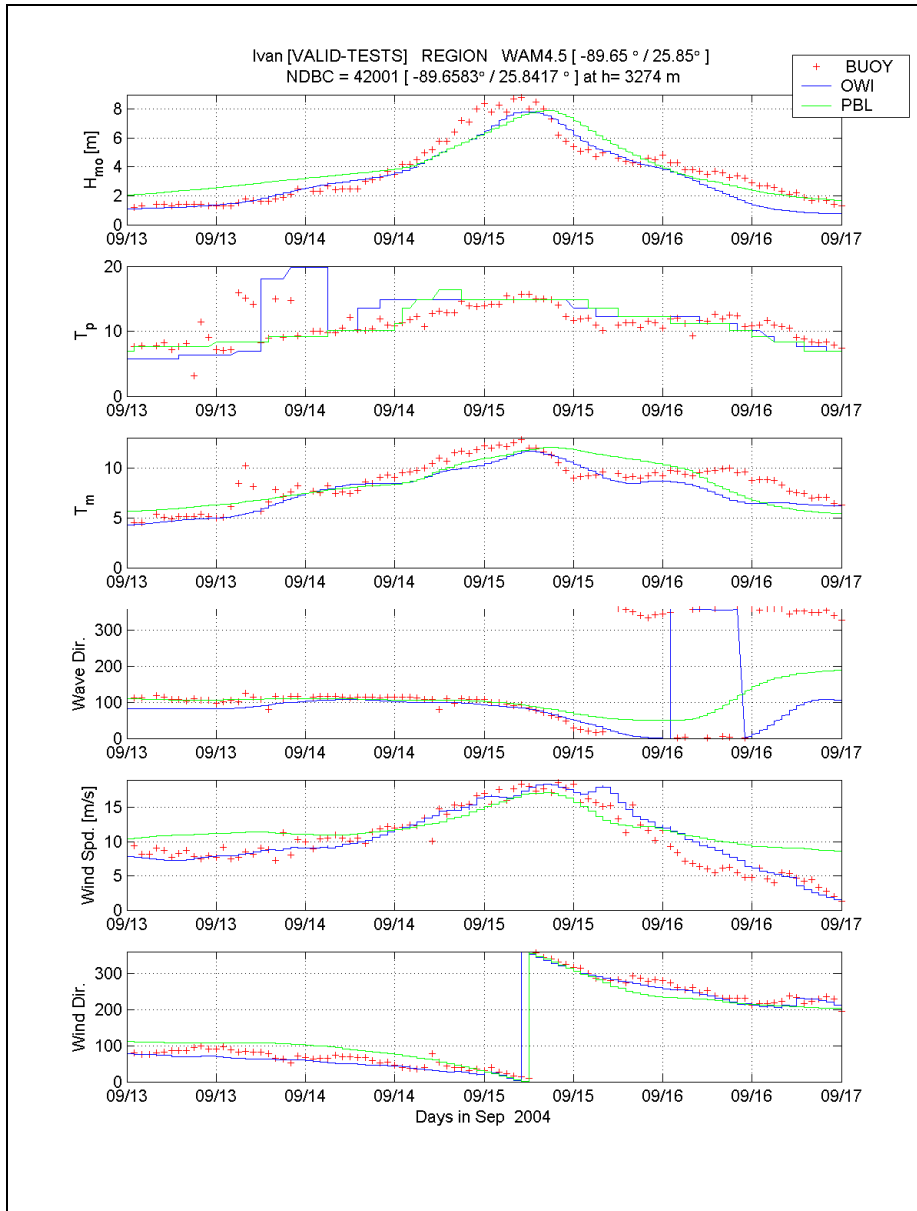 Ivan [VALID-TESTS] REGION WAM4.5 [ -89.65 ° / 25.85° ]
NDBC = 42001 [ -89.6583° / 25.8417 ° ] at h= 3274 m
BUOY
OWI
PBL
8
6
4
2
0
H_mo [m]
09/13 09/13 09/14 09/14 09/15 09/15 09/16 09/16 09/17
20
10
0
T_p
09/13 09/13 09/14 09/14 09/15 09/15 09/16 09/16 09/17
10
5
0
T_m
09/13 09/13 09/14 09/14 09/15 09/15 09/16 09/16 09/17
300
200
100
0
Wave Dir.
09/13 09/13 09/14 09/14 09/15 09/15 09/16 09/16 09/17
15
10
5
0
Wind Spd. [m/s]
09/13 09/13 09/14 09/14 09/15 09/15 09/16 09/16 09/17
300
200
100
0
Wind Dir.
09/13 09/13 09/14 09/14 09/15 09/15 09/16 09/16 09/17
Days in Sep 2004